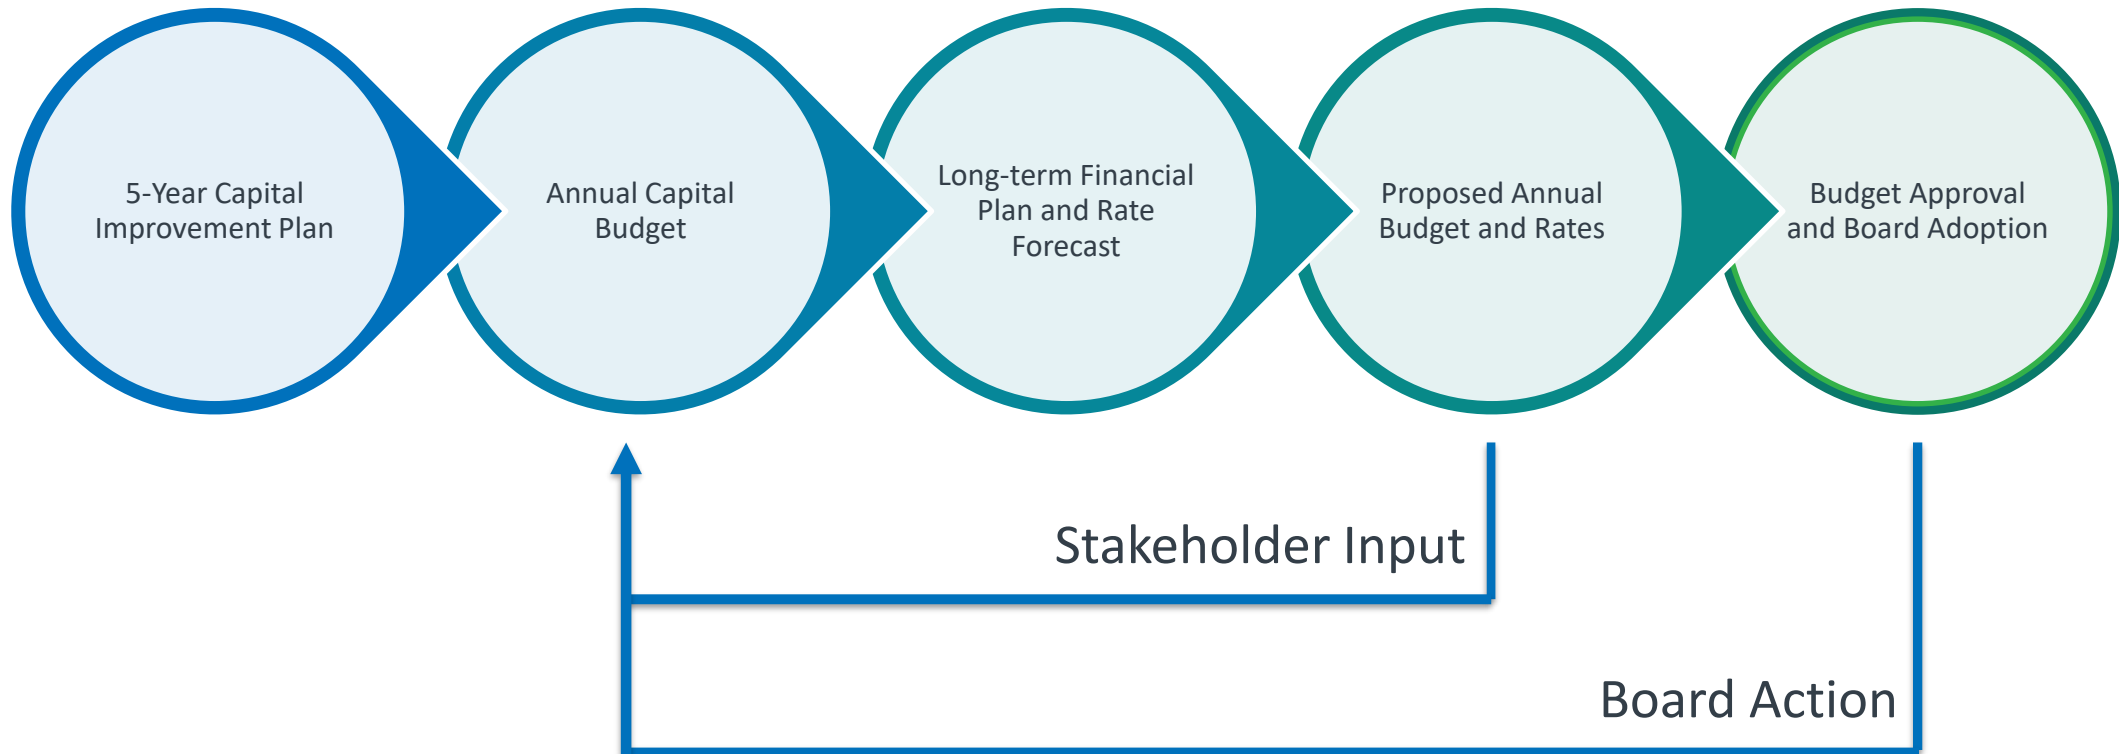 5-Year Capital
Improvement Plan
Annual Capital
Budget
Long-term Financial
Plan and Rate
Forecast
Proposed Annual
Budget and Rates
Budget Approval
and Board Adoption
Stakeholder Input
Board Action